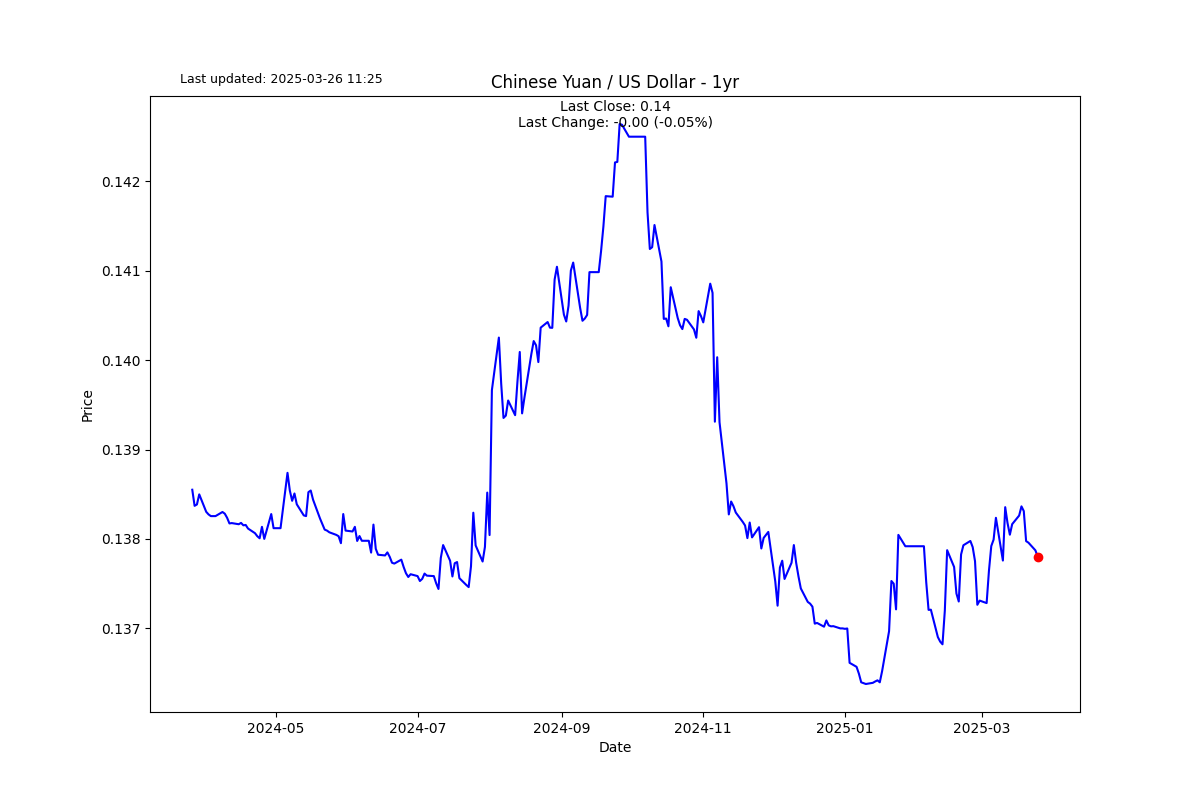 Last updated: 2025-03-26 11:25
Chinese Yuan / US Dollar - 1yr
Last Close: 0.14
Last Change: -0.00 (-0.05%)
0.142
0.141
0.140
0.139
0.138
0.137
Price
2024-05
2024-07
2024-09
2024-11
2025-01
2025-03
Date